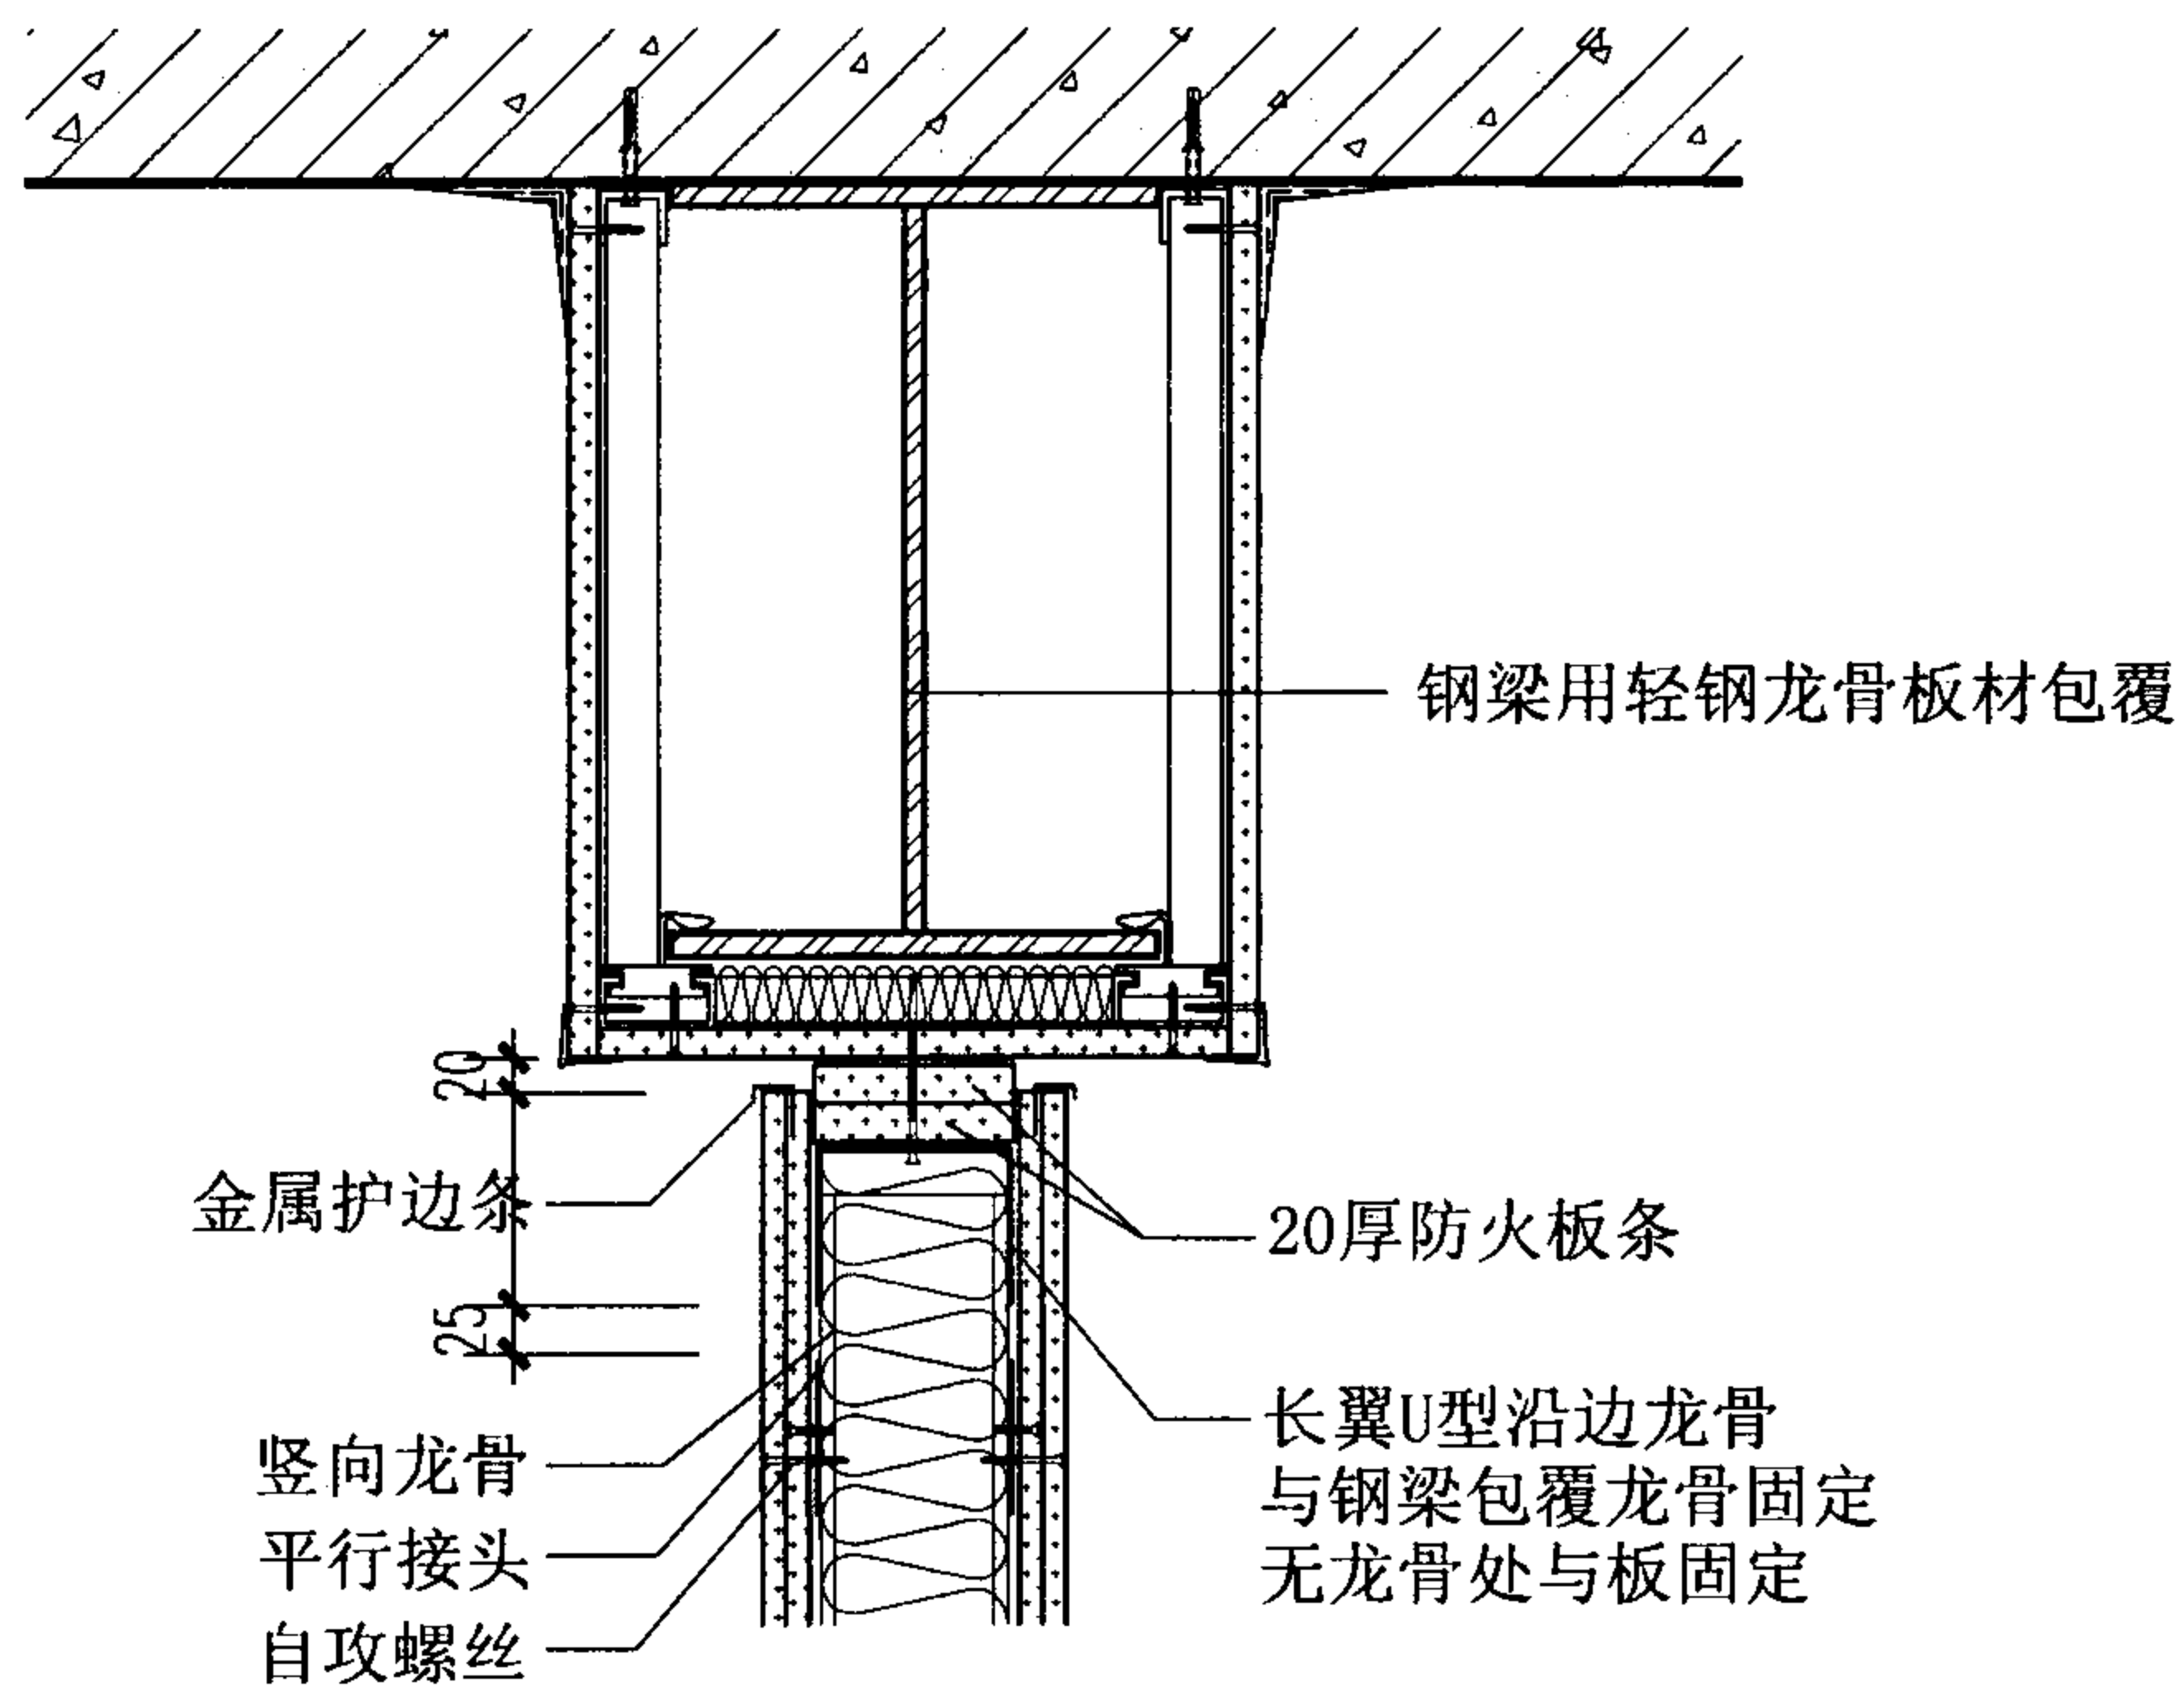 钢梁用轻钢龙骨板材包覆
20
金属护边条
20厚防火板条
25
长翼U型沿边龙骨
与钢梁包覆龙骨固定
无龙骨处与板固定
竖向龙骨
平行接头
自攻螺丝